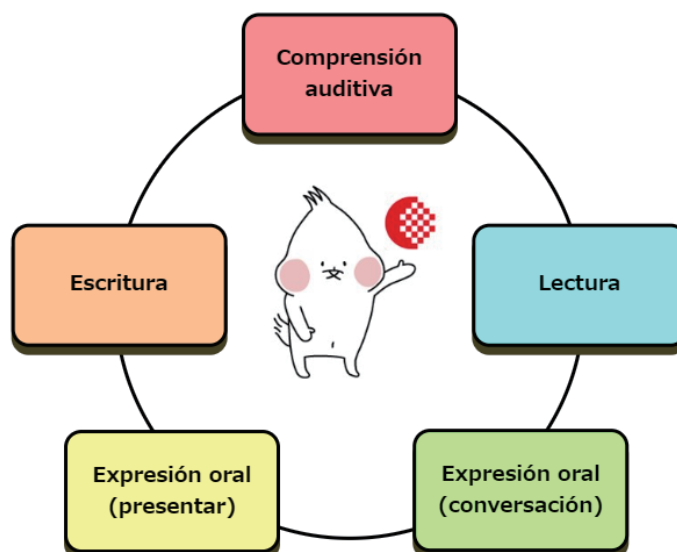 Comprensión
auditiva
Escritura
Lectura
Expresión oral
(presentar)
Expresión oral
(conversación)